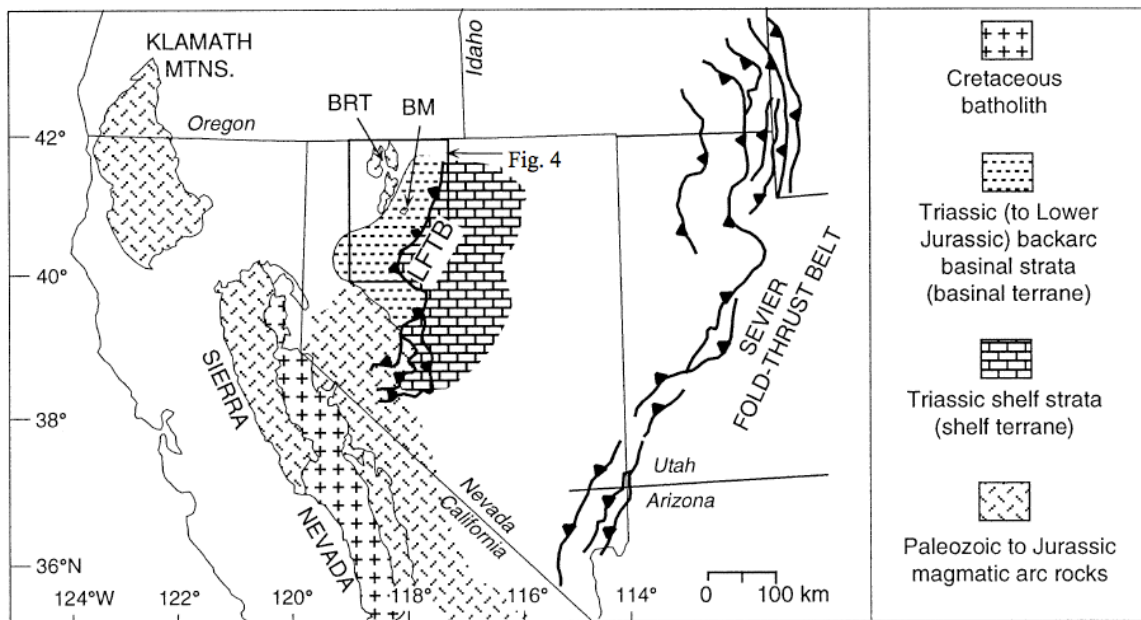 KLAMATH
MTNS.
Idaho
BRT
BM
Oregon
Fig. 4
42°
40°
38°
36°N
LFTB
SIERRA
NEVADA
Nevada
California
SEVIER
FOLD-THRUST BELT
Utah
Arizona
124°W
122°
120°
118°
116°
114°
0
100 km
Cretaceous
batholith
Triassic (to Lower
Jurassic) backarc
basinal strata
(basinal terrane)
Triassic shelf strata
(shelf terrane)
Paleozoic to Jurassic
magmatic arc rocks